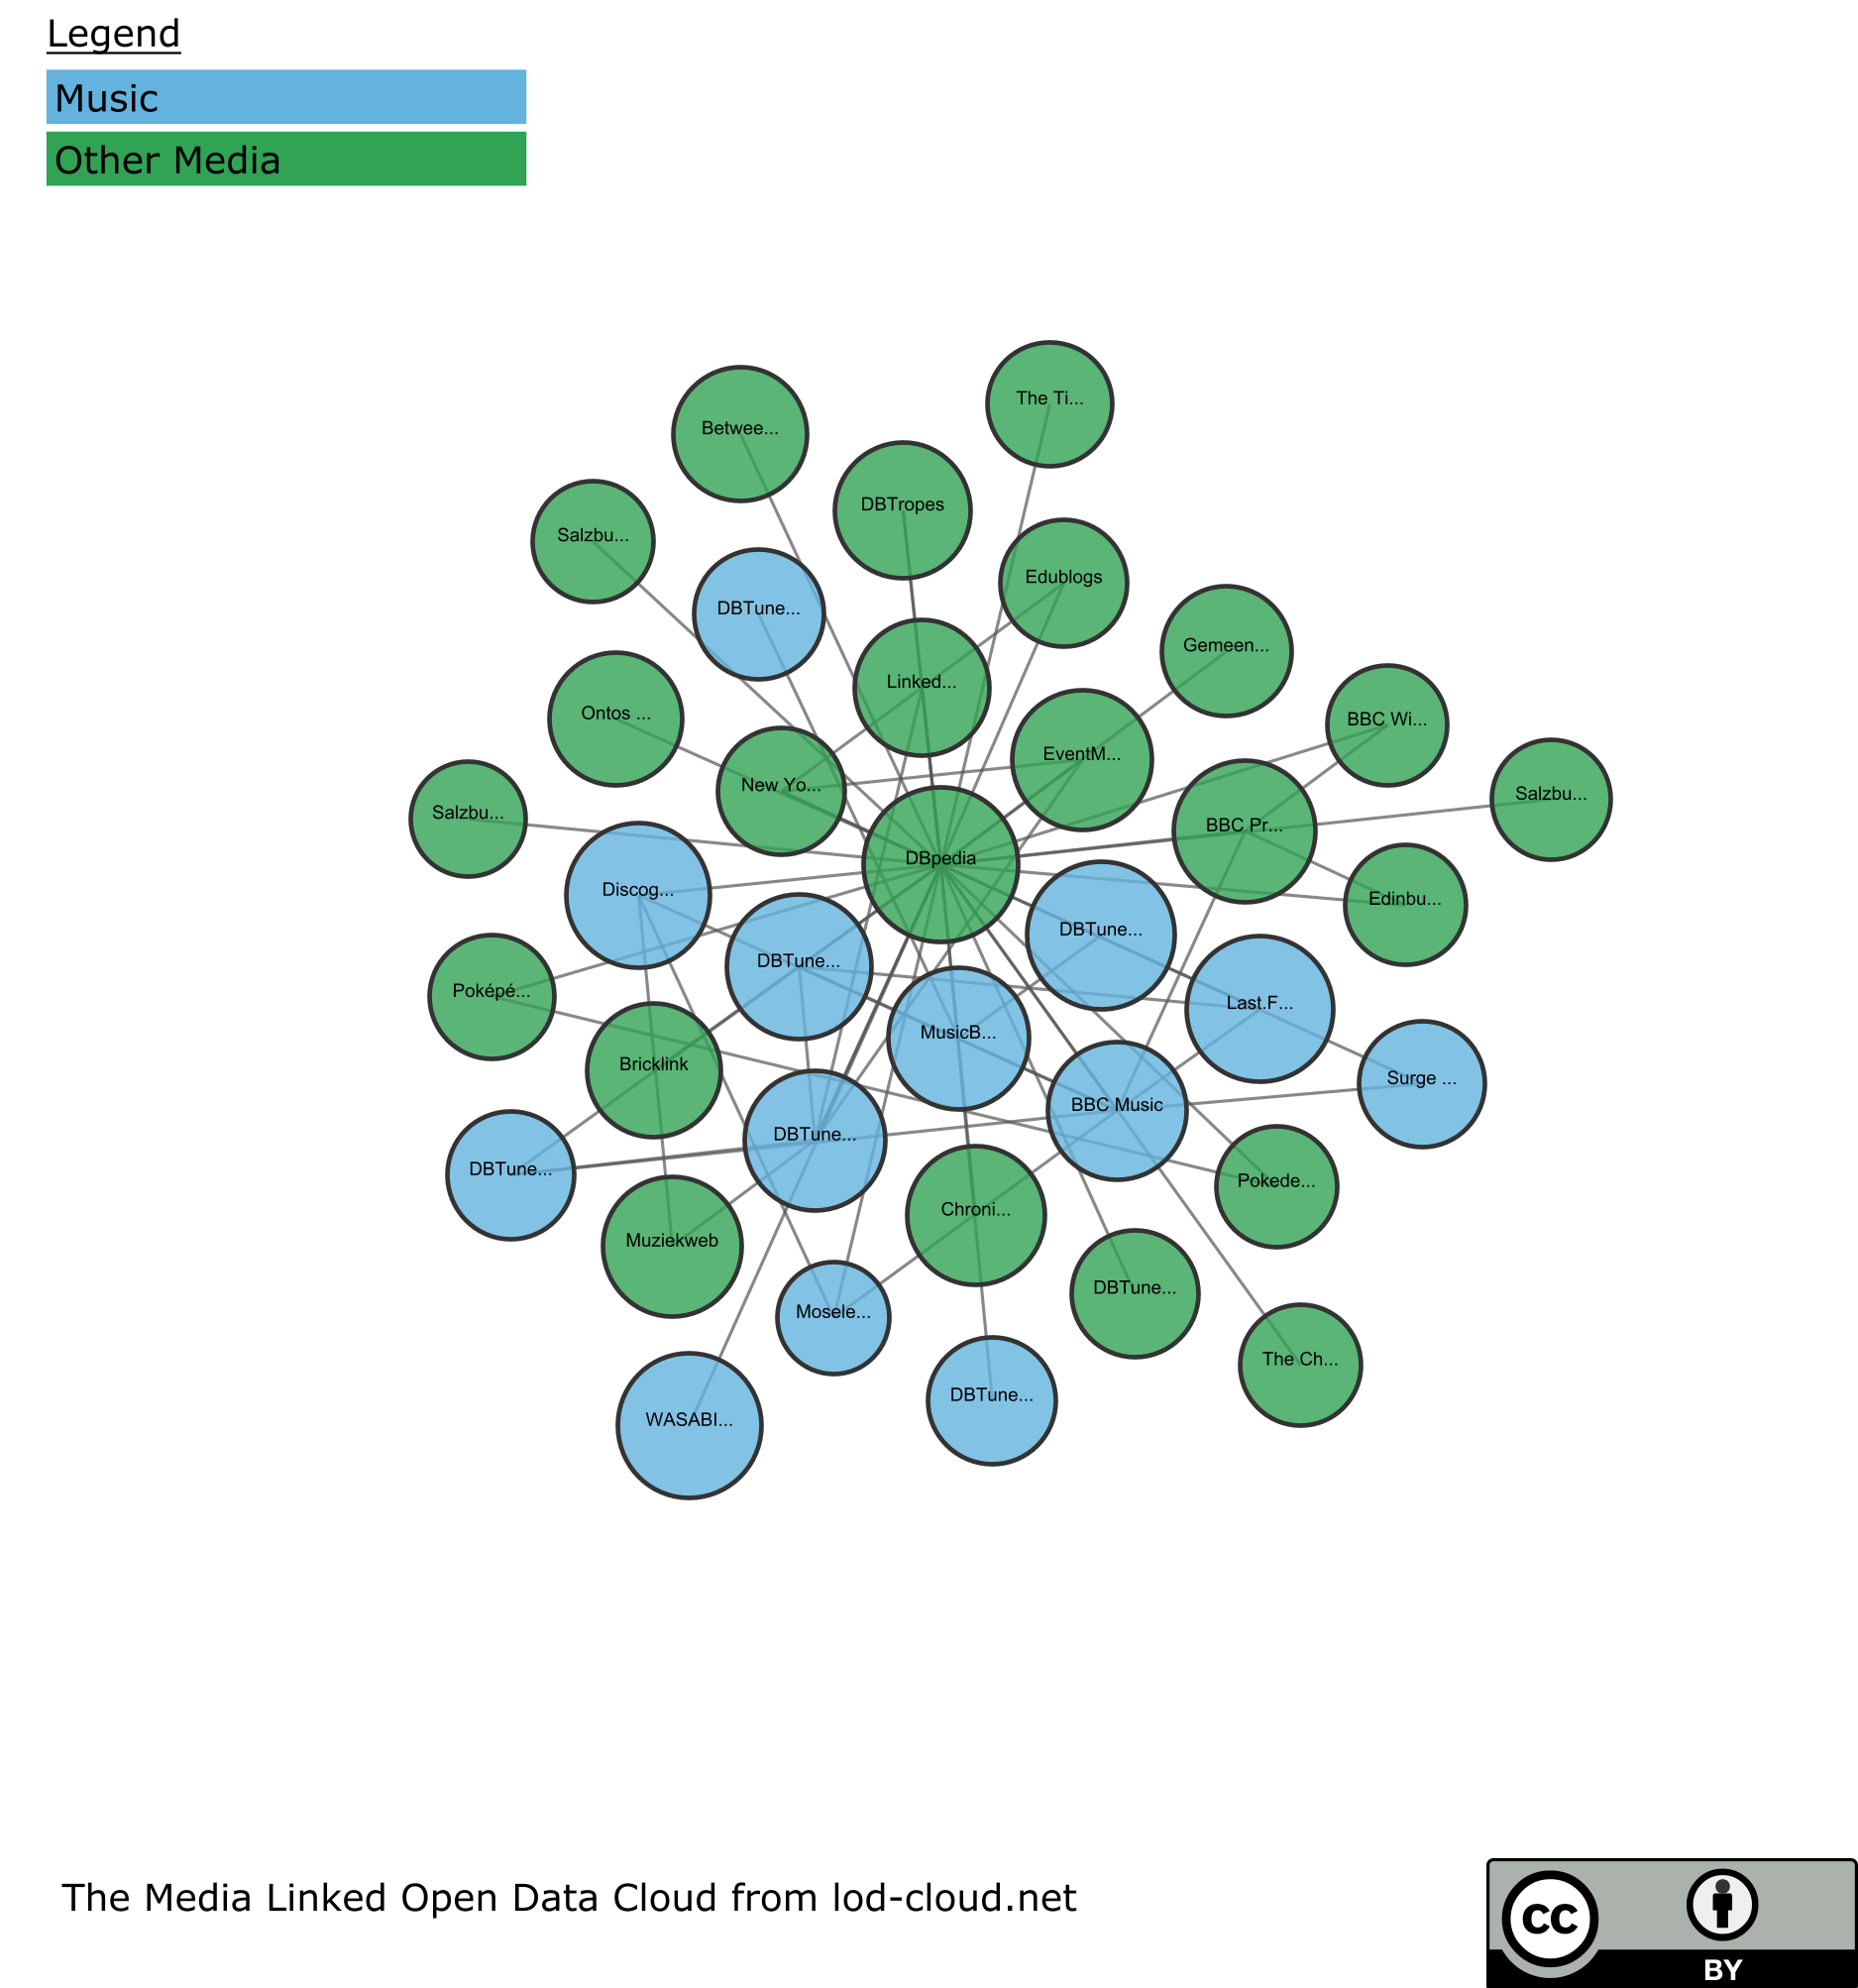 Legend
Music
Other Media
The Ti...
Betwee...
DBTropes
Salzbu...
Edublogs
DBTune...
Gemeen...
Linked...
Ontos ...
BBC Wi...
EventM...
New Yo...
Salzbu...
Salzbu...
BBC Pr...
DBpedia
Discog...
Edinbu...
DBTune...
DBTune...
Poképé...
Last.F...
MusicB...
Bricklink
Surge ...
BBC Music
DBTune...
DBTune...
Pokede...
Chroni...
Muziekweb
DBTune...
Mosele...
The Ch...
DBTune...
WASABI...
The Media Linked Open Data Cloud from lod-cloud.net
cc
BY